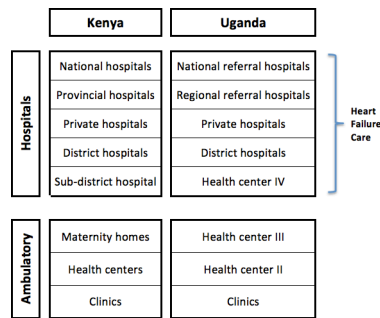 Kenya Uganda
Hospitals
National hospitals National referral hospitals
Provincial hospitals Regional referral hospitals
Private hospitals Private hospitals
District hospitals District hospitals
Sub-district hospital Health center IV
Heart
Failure
Care
Ambulatory
Maternity homes Health center III
Health centers Health center II
Clinics Clinics